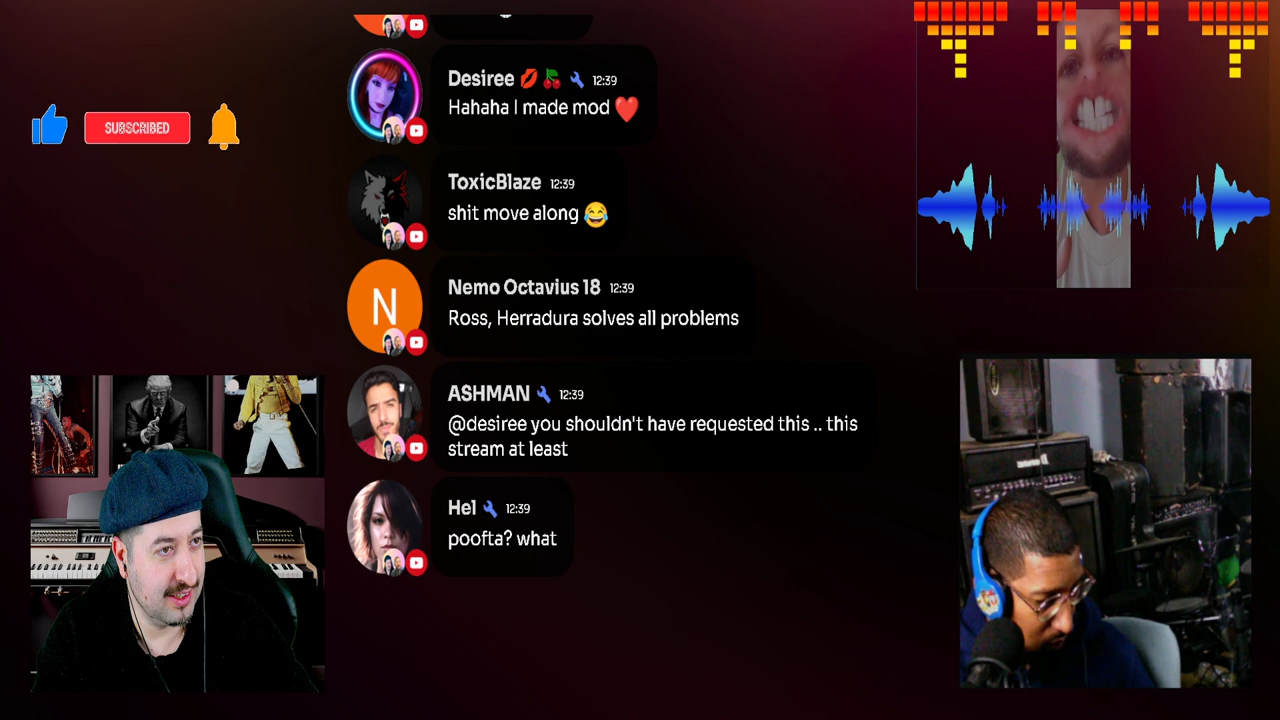 Desiree 💋🍒 12:39
Hahaha I made mod ❤️
SUBSCRIBED
ToxicBlaze 12:39
shit move along 😂
N
Nemo Octavius 18 12:39
Ross, Herradura solves all problems
ASHMAN 12:39
@desiree you shouldn't have requested this .. this
stream at least
Hel 12:39
poofta? what